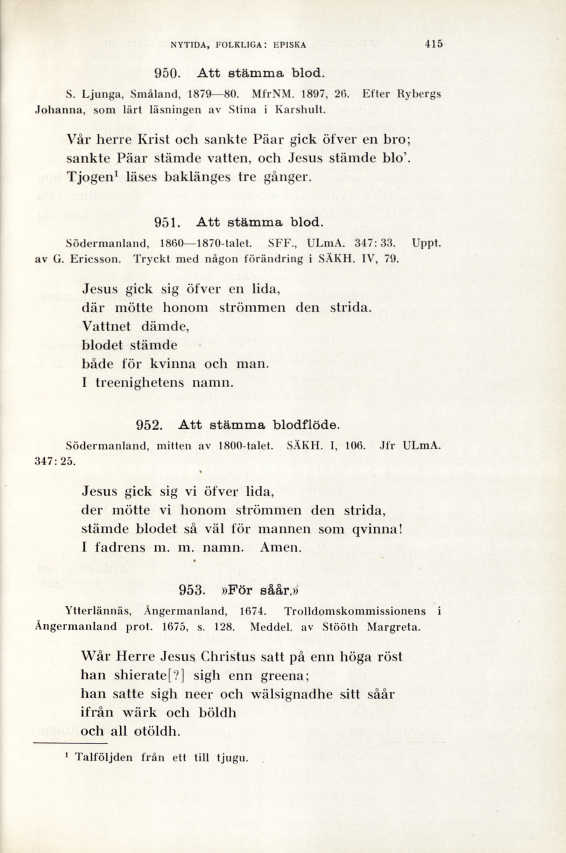 NYTIDA, FOLKLIGA: EPISKA 415
950. Att stämma blod.
S. Ljunga, Småland, 1879—80. MfrNM. 1897, 26. Efter Rybergs
Johanna, som lärt läsningen av Stina i Karshult.
Vår herre Krist och sankte Päar gick öfver en bro;
sankte Päar stämde vatten, och Jesus stämde blo'.
Tjogen¹ läses baklänges tre gånger.
951. Att stämma blod.
Södermanland, 1860—1870-talet. SFF., ULmA. 347: 33. Uppt.
av G. Ericsson. Tryckt med någon förändring i SÄKH. IV, 79.
Jesus gick sig öfver en lida,
där mötte honom strömmen den strida.
Vattnet dämde,
blodet stämde
både för kvinna och man.
I treenighetens namn.
952. Att stämma blodflöde.
Södermanland, mitten av 1800-talet. SÄKH. I, 106. Jfr ULmA.
347: 25.
Jesus gick sig vi öfver lida,
der mötte vi honom strömmen den strida,
stämde blodet så väl för mannen som qvinna!
I fadrens m. m. namn. Amen.
953. »För såår.»
Ytterlännäs, Ångermanland, 1674. Trolldomskommissionens i
Ångermanland prot. 1675, s. 128. Meddel. av Stööth Margreta.
Wår Herre Jesus Christus satt på enn höga röst
han shierate[?] sigh enn greena;
han satte sigh neer och wälsignadhe sitt såår
ifrån wärk och böldh
och all otöldh.
¹ Talföljden från ett till tjugu.